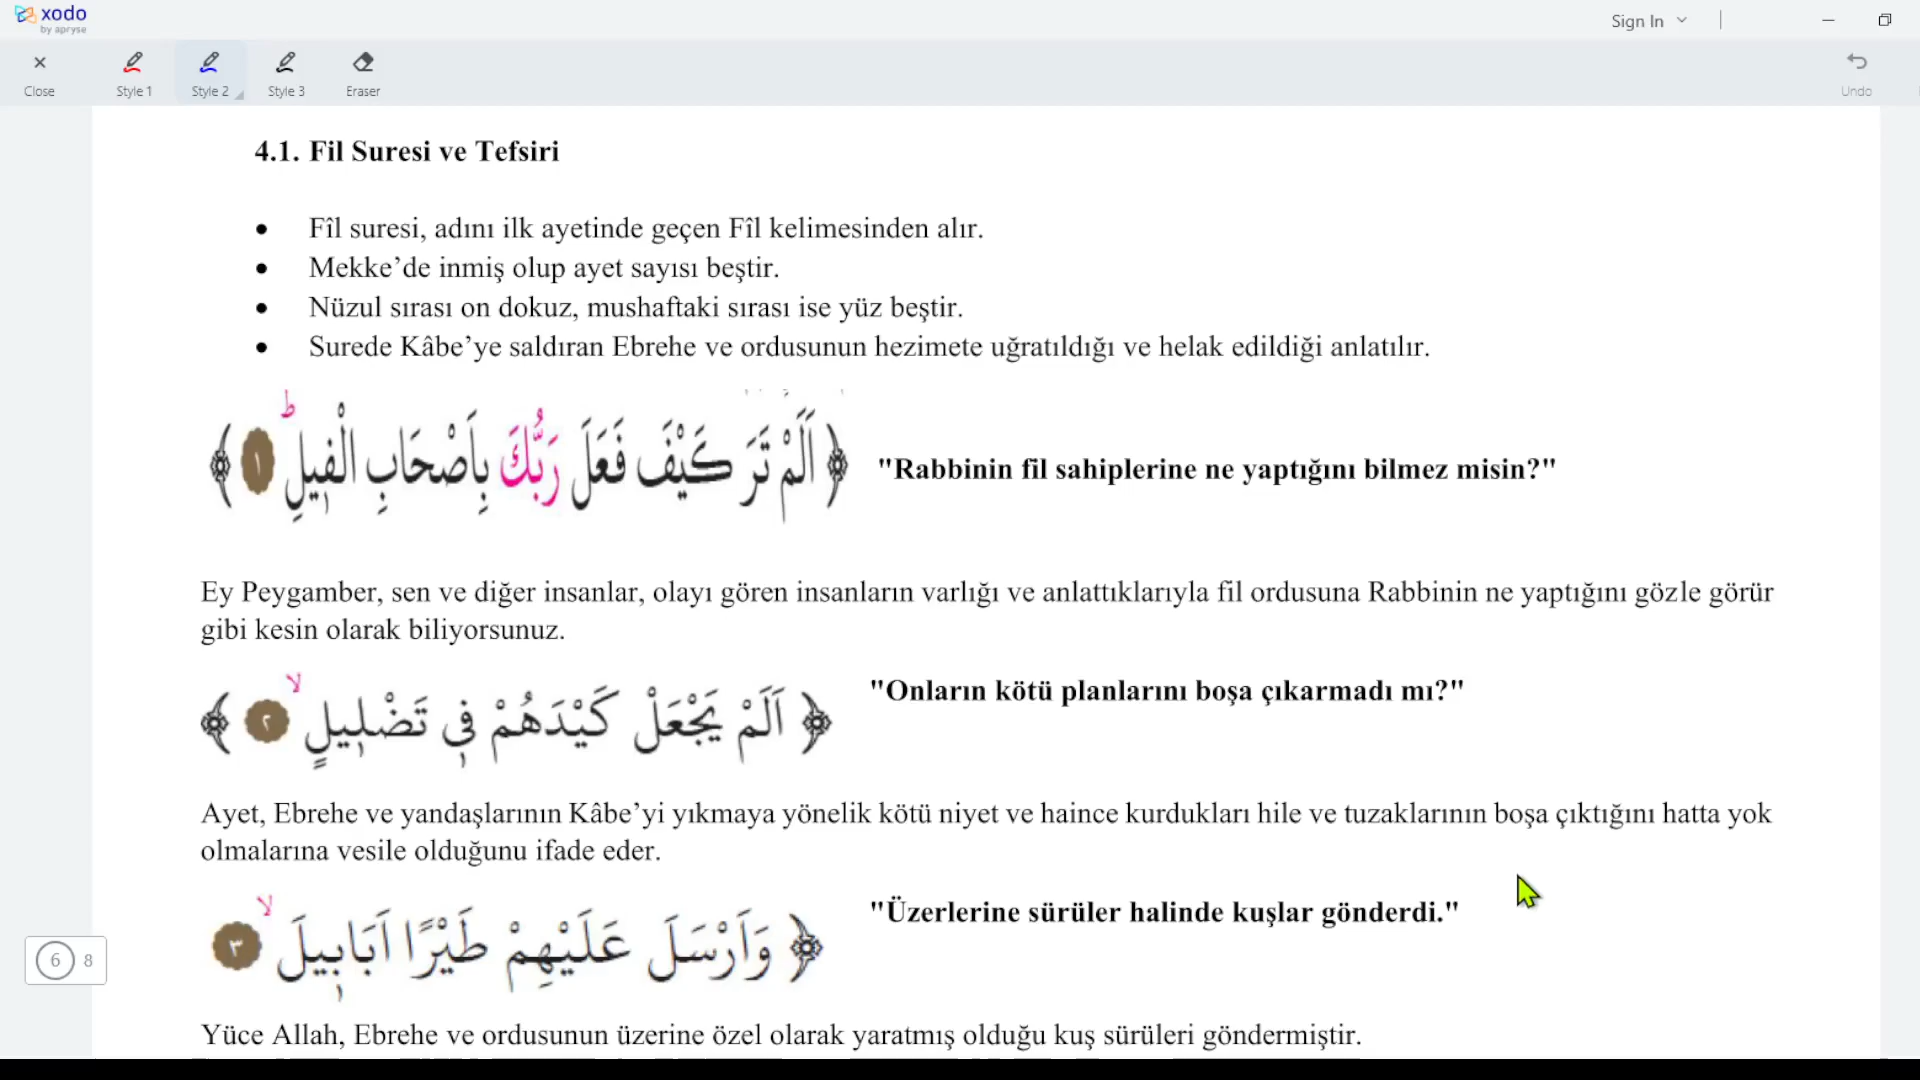 xodo
by apryse
Sign In
Close
Style 1
Style 2
Style 3
Eraser
Undo
4.1. Fil Suresi ve Tefsiri
• Fîl suresi, adını ilk ayetinde geçen Fîl kelimesinden alır.
• Mekke’de inmiş olup ayet sayısı beştir.
• Nüzul sırası on dokuz, mushaftaki sırası ise yüz beştir.
• Surede Kâbe’ye saldıran Ebrehe ve ordusunun hezimete uğratıldığı ve helak edildiği anlatılır.
﴿ اَلَمْ تَرَ كَيْفَ فَعَلَ رَبُّكَ بِاَصْحَابِ الْفٖيلِۜ ١ ﴾
"Rabbinin fil sahiplerine ne yaptığını bilmez misin?"
Ey Peygamber, sen ve diğer insanlar, olayı gören insanların varlığı ve anlattıklarıyla fil ordusuna Rabbinin ne yaptığını gözle görür
gibi kesin olarak biliyorsunuz.
﴿ اَلَمْ يَجْعَلْ كَيْدَهُمْ فٖي تَضْلٖيلٍۙ ٢ ﴾
"Onların kötü planlarını boşa çıkarmadı mı?"
Ayet, Ebrehe ve yandaşlarının Kâbe’yi yıkmaya yönelik kötü niyet ve haince kurdukları hile ve tuzaklarının boşa çıktığını hatta yok
olmalarına vesile olduğunu ifade eder.
﴿ وَاَرْسَلَ عَلَيْهِمْ طَيْرًا اَبَابٖيلَۙ ٣
"Üzerlerine sürüler halinde kuşlar gönderdi."
6 8
Yüce Allah, Ebrehe ve ordusunun üzerine özel olarak yaratmış olduğu kuş sürüleri göndermiştir.